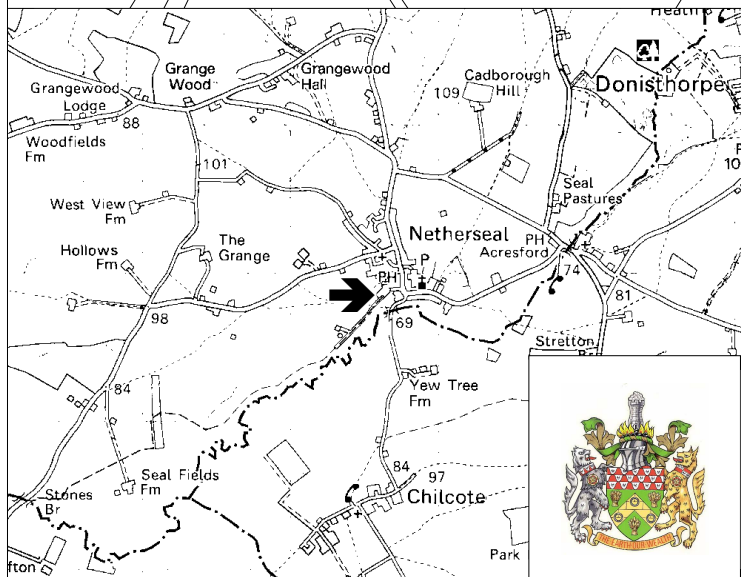 Heath
Donisthorpe
Grange
Wood
Grangewood
Hall
Cadborough
Hill
109
Grangewood
Lodge
88
Woodfields
Fm
101
10
West View
Fm
Seal
Pastures
Hollows
Fm
The
Grange
Netherseal
P
PH
PH
Acresford
74
81
98
69
Stretton
Br
84
Yew Tree
Fm
Seal Fields
Fm
84
97
Stones
Br
Chilcote
Park
fton